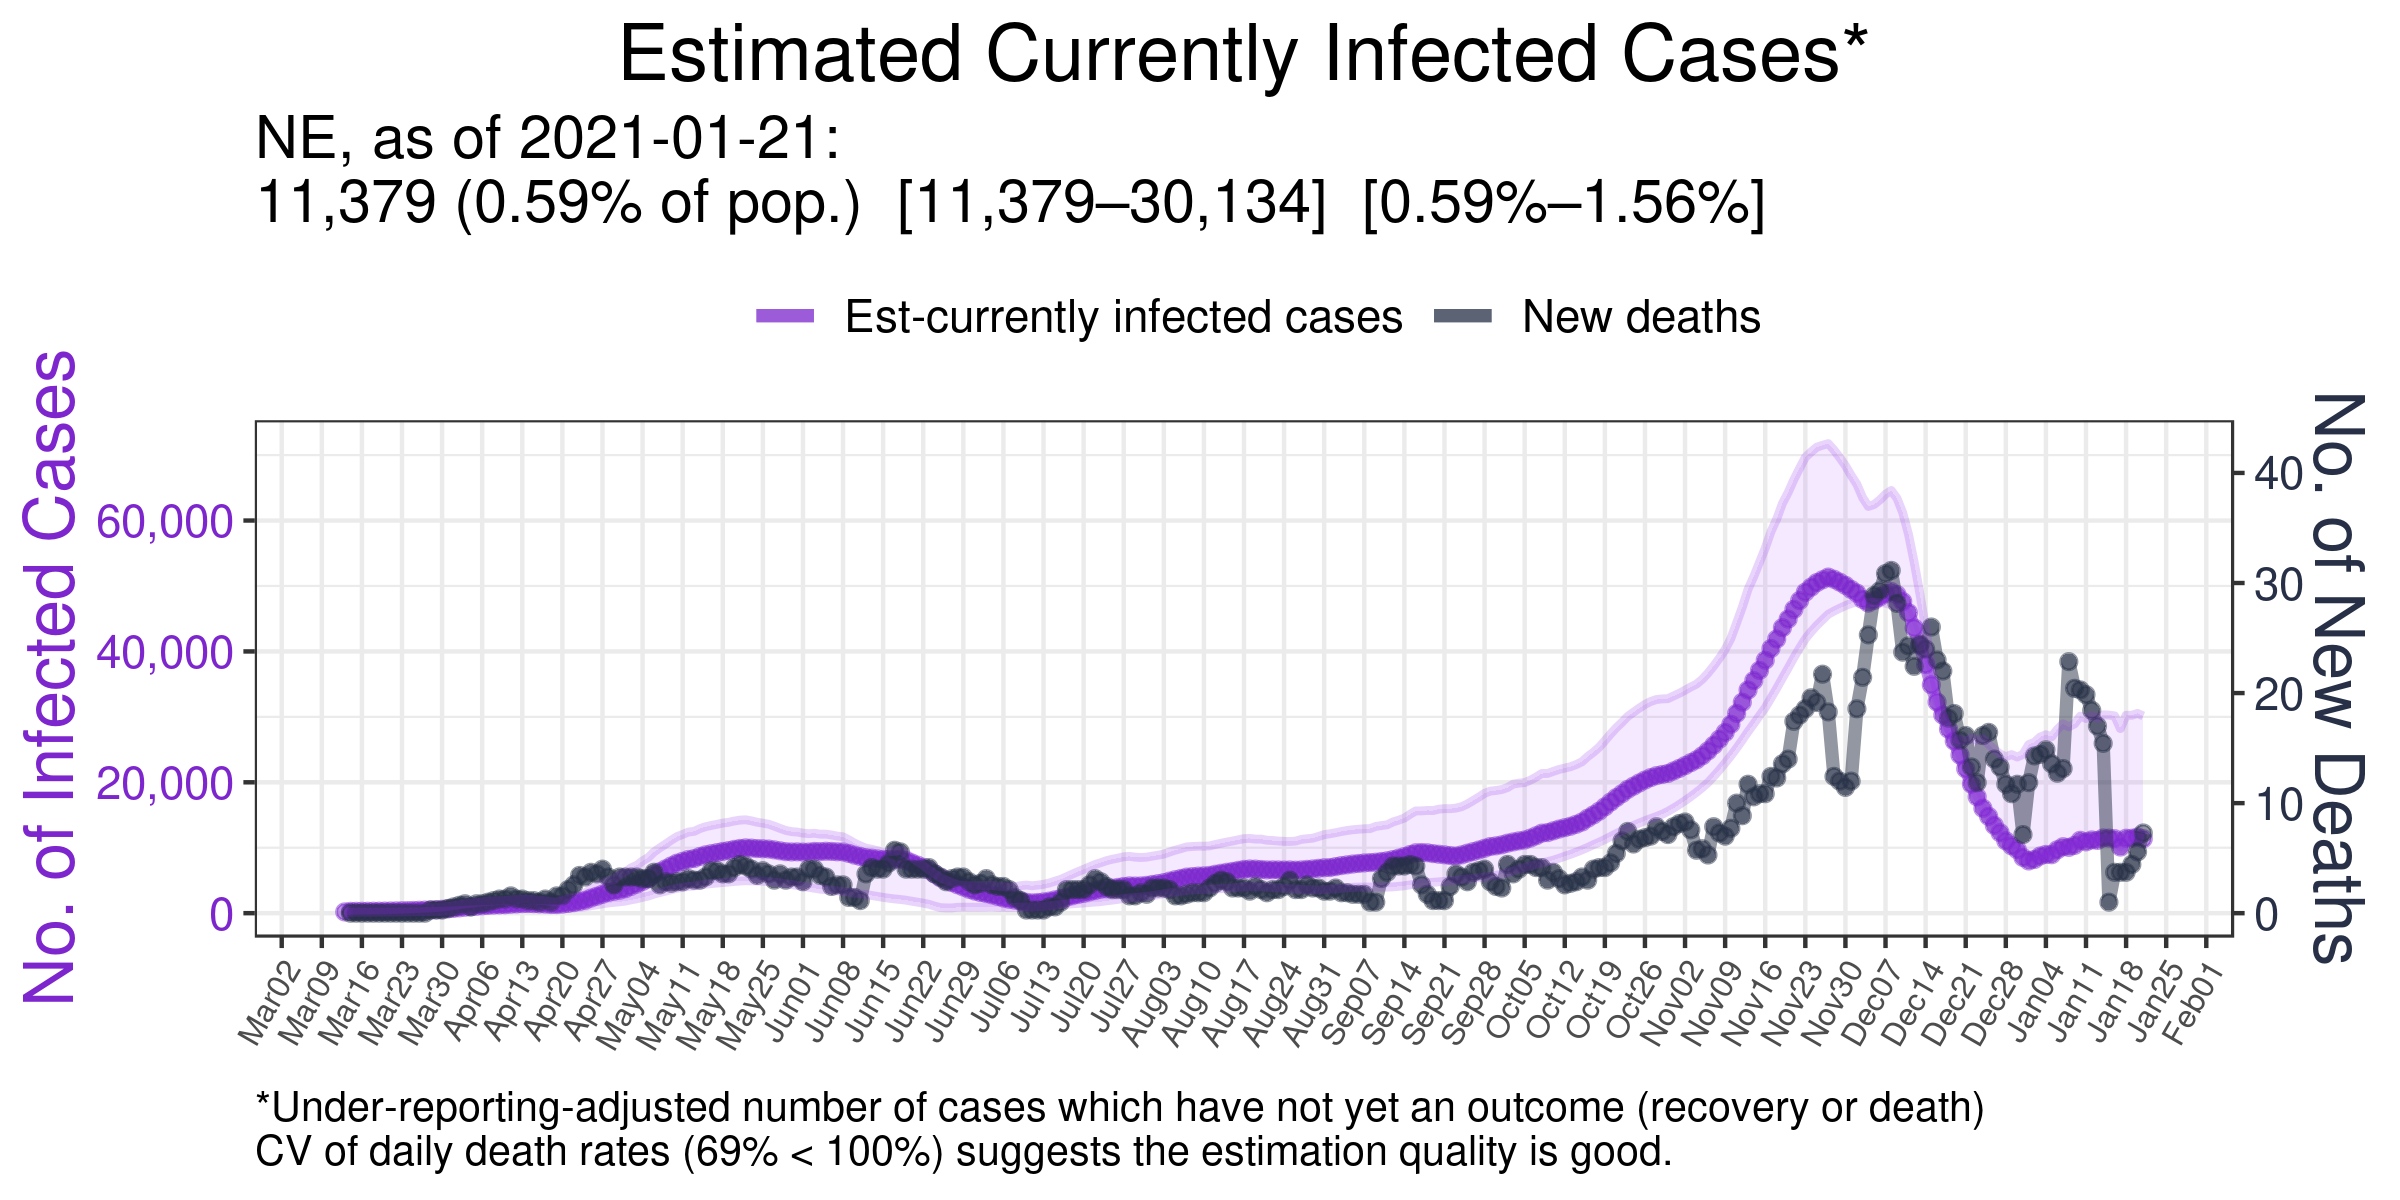 Estimated Currently Infected Cases*
NE, as of 2021-01-21:
11,379 (0.59% of pop.)  [11,379–30,134]  [0.59%–1.56%]
Est-currently infected cases
New deaths
No. of Infected Cases
60,000
40,000
20,000
0
No. of New Deaths
40
30
20
10
0
Mar02
Mar09
Mar16
Mar23
Mar30
Apr06
Apr13
Apr20
Apr27
May04
May11
May18
May25
Jun01
Jun08
Jun15
Jun22
Jun29
Jul06
Jul13
Jul20
Jul27
Aug03
Aug10
Aug17
Aug24
Aug31
Sep07
Sep14
Sep21
Sep28
Oct05
Oct12
Oct19
Oct26
Nov02
Nov09
Nov16
Nov23
Nov30
Dec07
Dec14
Dec21
Dec28
Jan04
Jan11
Jan18
Jan25
Feb01
*Under-reporting-adjusted number of cases which have not yet an outcome (recovery or death)
CV of daily death rates (69% < 100%) suggests the estimation quality is good.